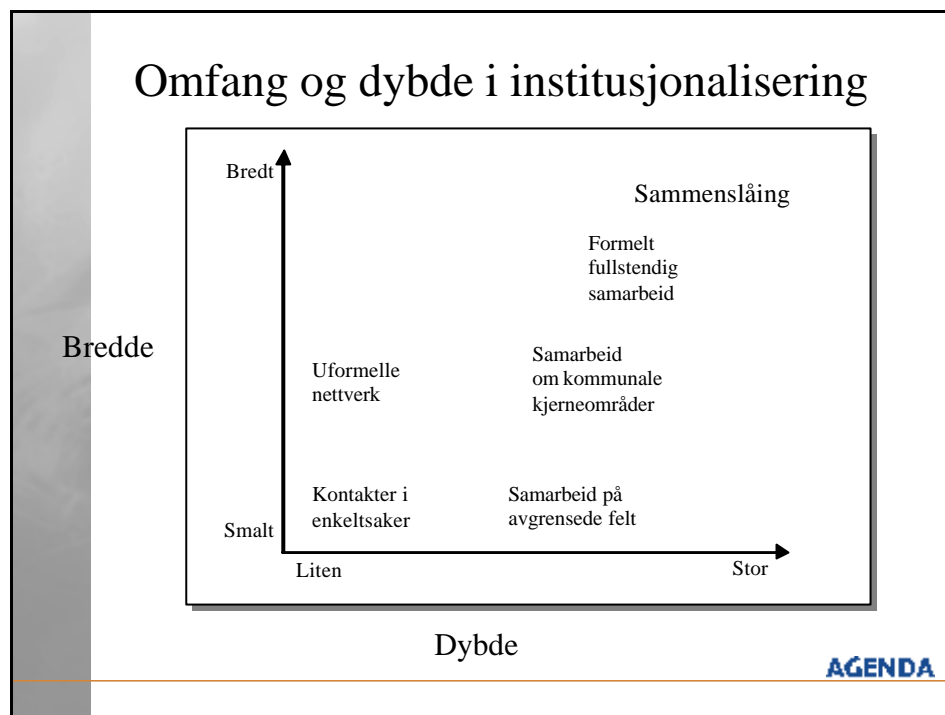 Omfang og dybde i institusjonalisering
Bredt
Sammenslåing
Formelt
fullstendig
samarbeid
Bredde
Uformelle
nettverk
Samarbeid
om kommunale
kjerneområder
Kontakter i
enkeltsaker
Samarbeid på
avgrensede felt
Smalt
Liten
Stor
Dybde
AGENDA